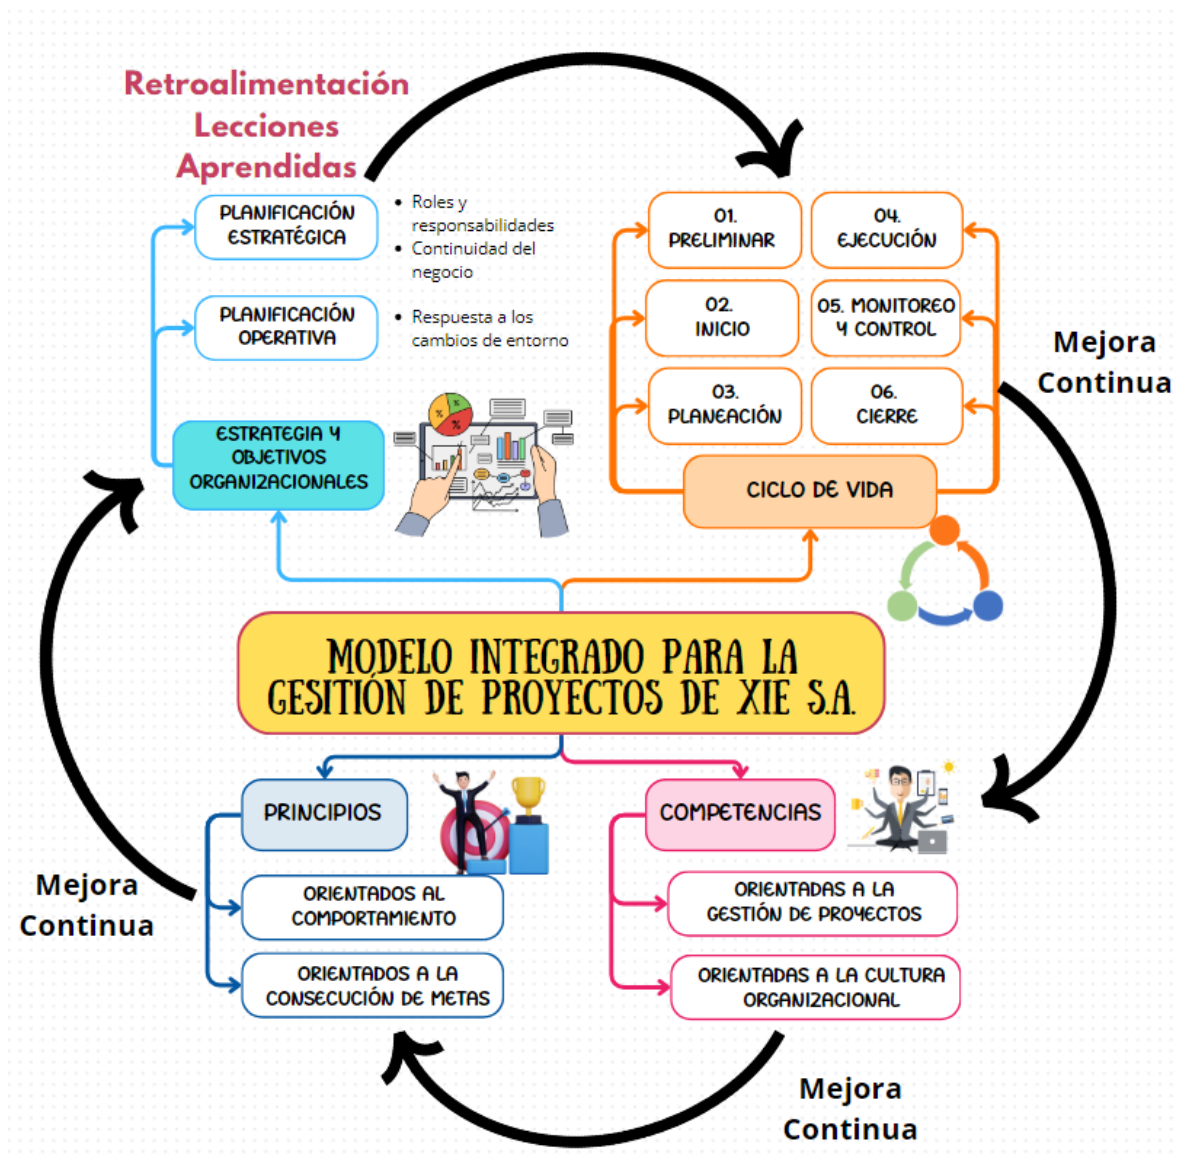 Retroalimentación
Lecciones
Aprendidas
PLANIFICACIÓN
ESTRATÉGICA
• Roles y
responsabilidades
• Continuidad del
negocio
PLANIFICACIÓN
OPERATIVA
• Respuesta a los
cambios de entorno
ESTRATEGIA Y
OBJETIVOS
ORGANIZACIONALES
%
%
%
01.
PRELIMINAR
04.
EJECUCIÓN
02.
INICIO
05. MONITOREO
Y CONTROL
03.
PLANEACIÓN
06.
CIERRE
CICLO DE VIDA
Mejora
Continua
MODELO INTEGRADO PARA LA
GESITIÓN DE PROYECTOS DE XIE S.A.
PRINCIPIOS
ORIENTADOS AL
COMPORTAMIENTO
ORIENTADOS A LA
CONSECUCIÓN DE METAS
COMPETENCIAS
ORIENTADAS A LA
GESTIÓN DE PROYECTOS
ORIENTADAS A LA CULTURA
ORGANIZACIONAL
Mejora
Continua
Mejora
Continua